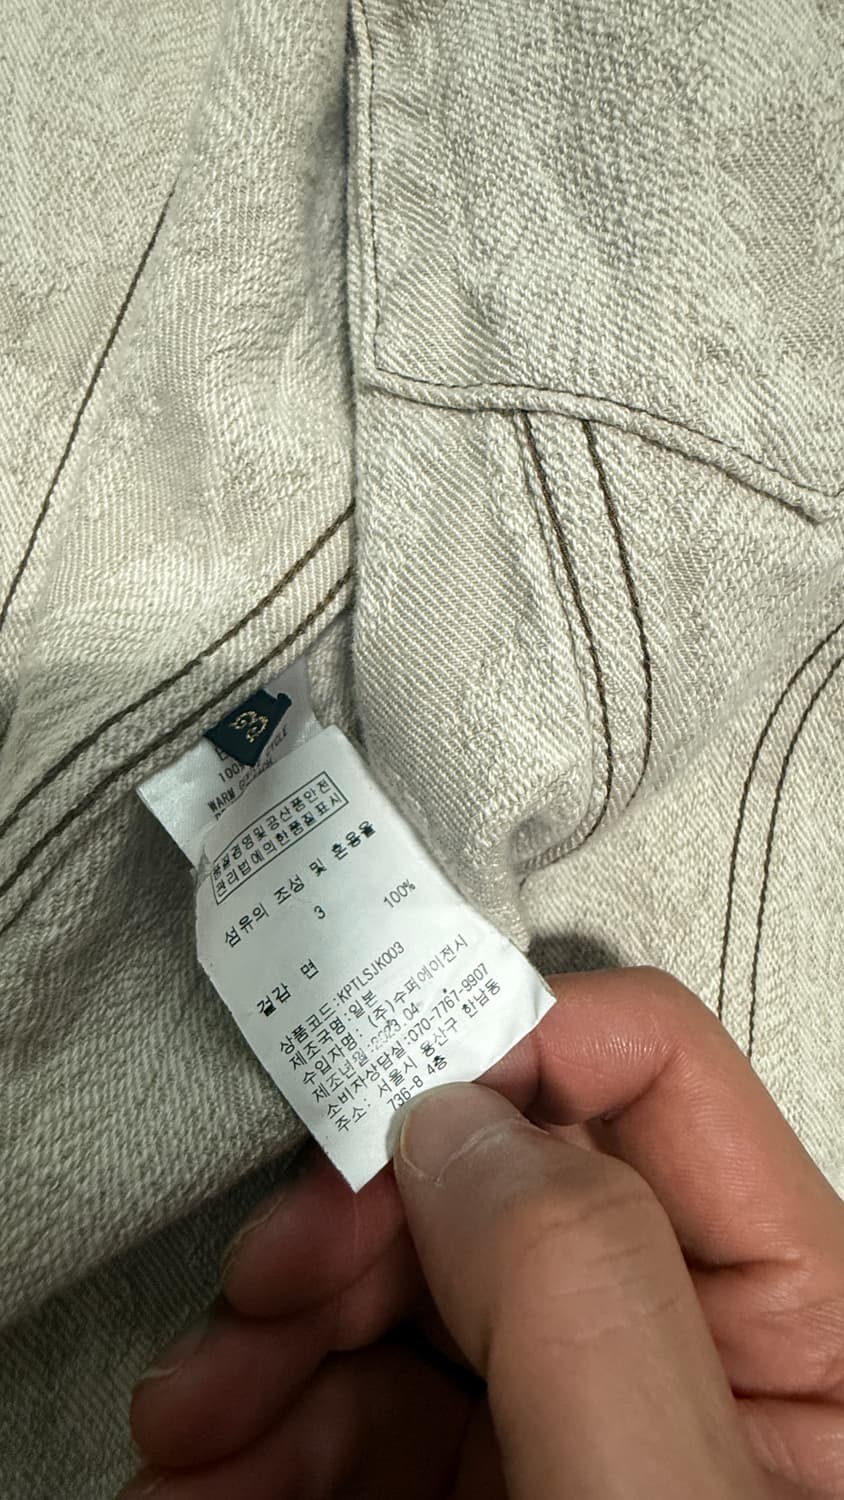 3
100%
WARM
품질경영및공산품안전
관리법에의한품질표시
섬유의 조성 및 혼용율
3
겉감 면 100%
상품코드:KPTLSJK003
제조국명:일본
수입자명: (주)수퍼에이전시
제조년월:2023.04
소비자상담실:070-7767-9907
주소: 서울시 용산구 한남동
736-8 4층